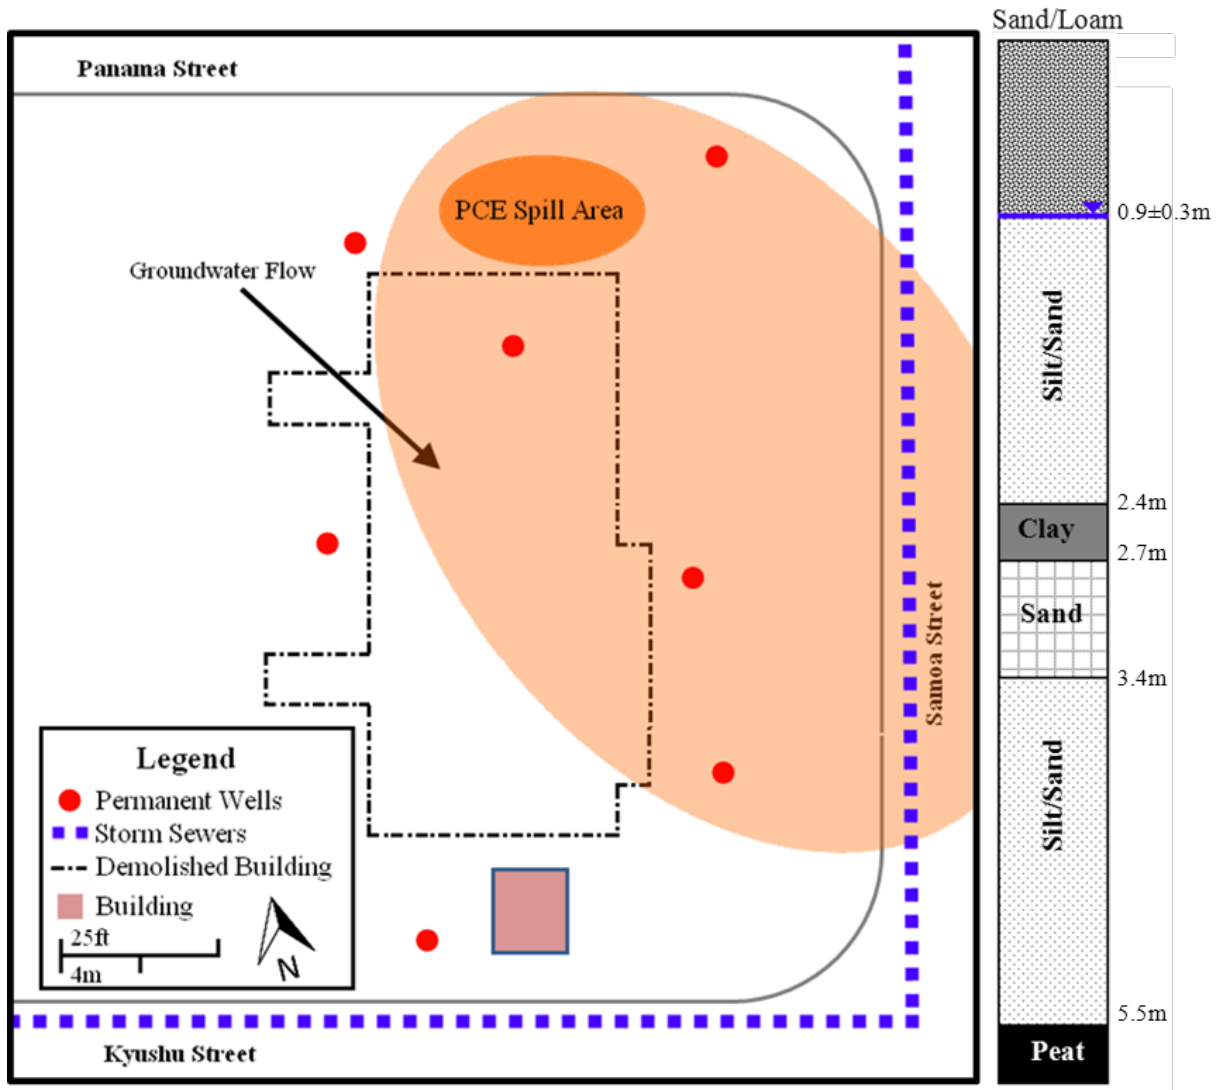 Sand/Loam
Panama Street
PCE Spill Area
0.9±0.3m
Groundwater Flow
Silt/Sand
2.4m
Clay
2.7m
Sand
Samoa Street
3.4m
Legend
Permanent Wells
Storm Sewers
Demolished Building
Building
25ft
4m
N
Silt/Sand
5.5m
Peat
Kyushu Street